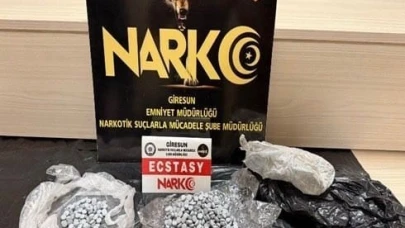 NARKO
GİRESUN
EMNİYET MÜDÜRLÜĞÜ
NARKOTİK SUÇLARLA MÜCADELE ŞUBE MÜDÜRLÜĞÜ
GİRESUN
ECSTASY
NARKO